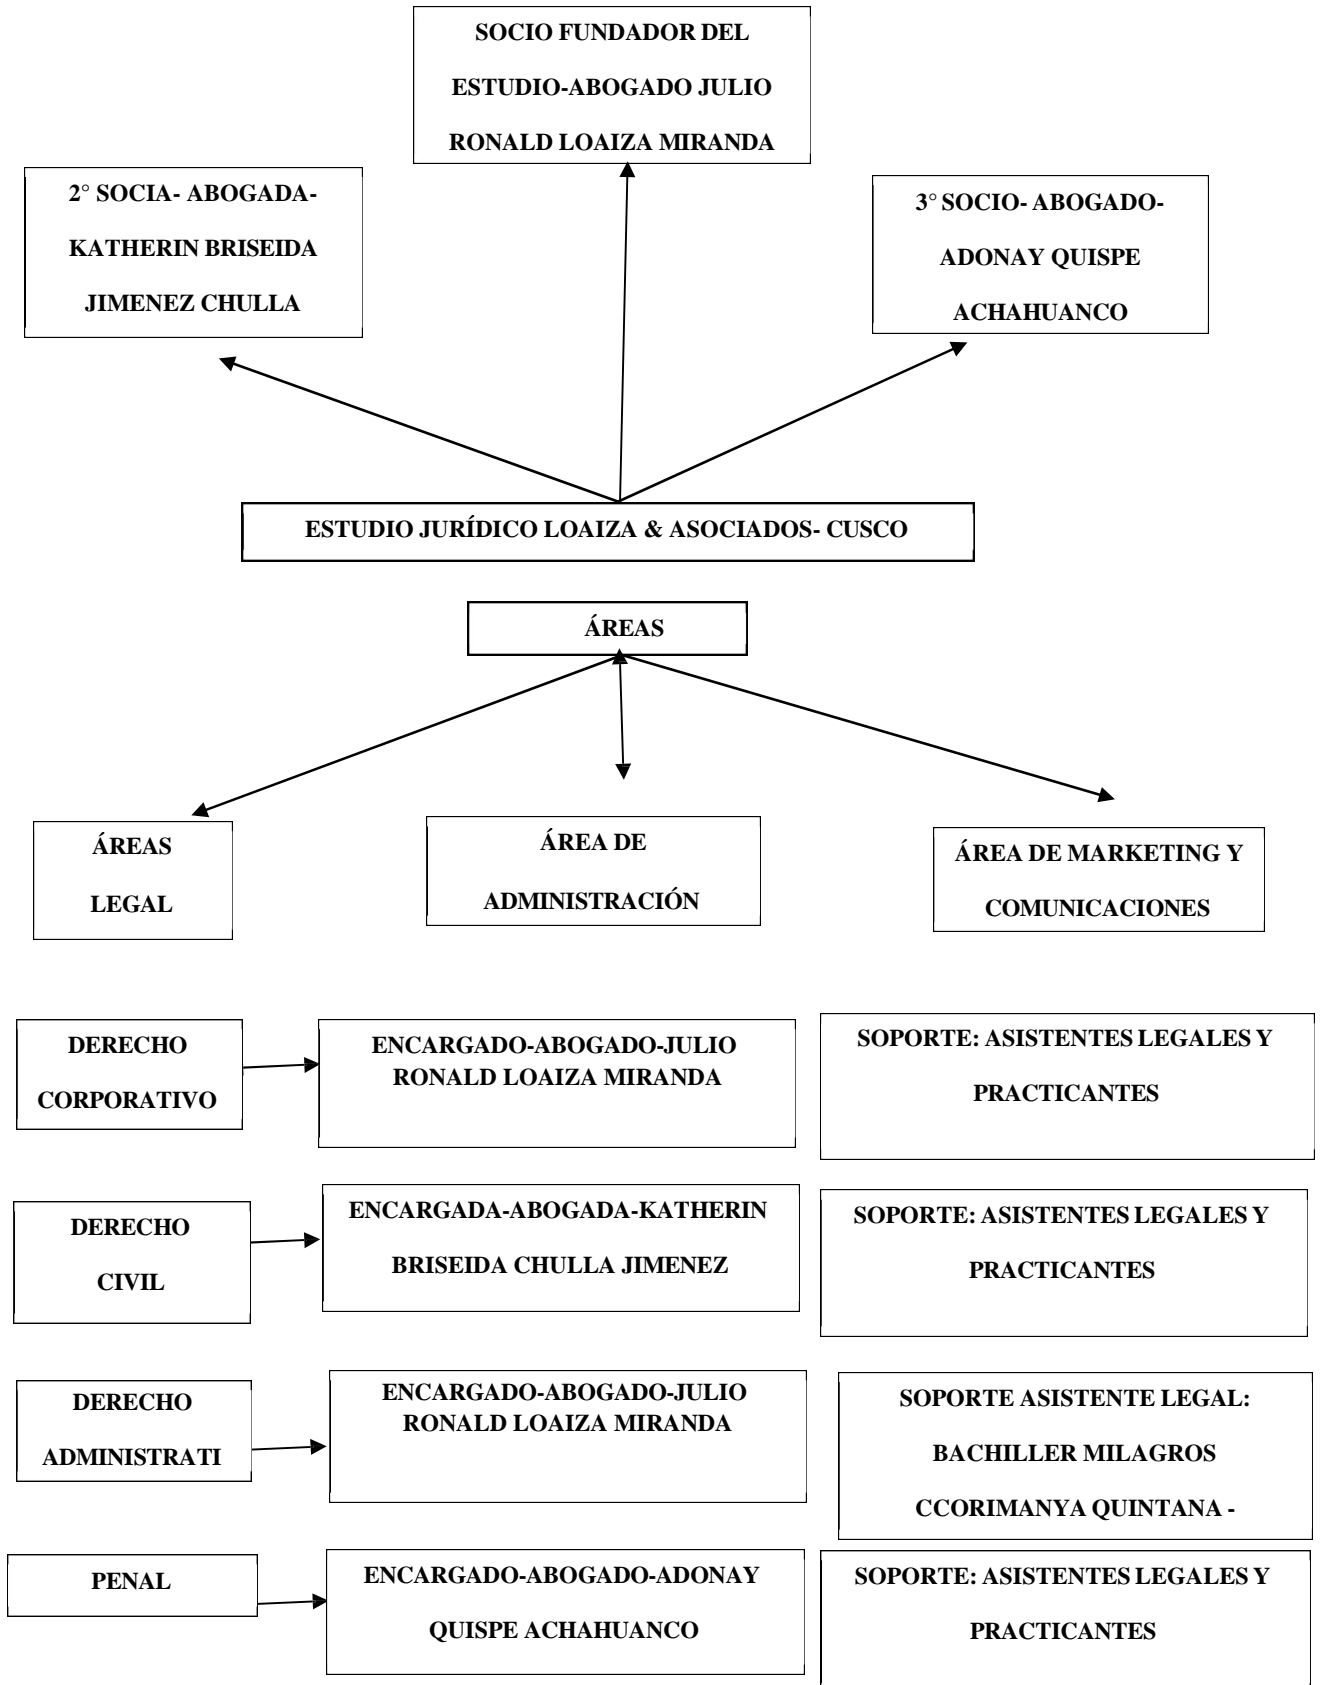 SOCIO FUNDADOR DEL
ESTUDIO-ABOGADO JULIO
RONALD LOAIZA MIRANDA
2° SOCIA- ABOGADA-
KATHERIN BRISEIDA
JIMENEZ CHULLA
3° SOCIO- ABOGADO-
ADONAY QUISPE
ACHAHUANCO
ESTUDIO JURÍDICO LOAIZA & ASOCIADOS- CUSCO
ÁREAS
ÁREAS
LEGAL
ÁREA DE
ADMINISTRACIÓN
ÁREA DE MARKETING Y
COMUNICACIONES
DERECHO
CORPORATIVO
ENCARGADO-ABOGADO-JULIO
RONALD LOAIZA MIRANDA
SOPORTE: ASISTENTES LEGALES Y
PRACTICANTES
DERECHO
CIVIL
ENCARGADA-ABOGADA-KATHERIN
BRISEIDA CHULLA JIMENEZ
SOPORTE: ASISTENTES LEGALES Y
PRACTICANTES
DERECHO
ADMINISTRATI
ENCARGADO-ABOGADO-JULIO
RONALD LOAIZA MIRANDA
SOPORTE ASISTENTE LEGAL:
BACHILLER MILAGROS
CCORIMANYA QUINTANA -
PENAL
ENCARGADO-ABOGADO-ADONAY
QUISPE ACHAHUANCO
SOPORTE: ASISTENTES LEGALES Y
PRACTICANTES